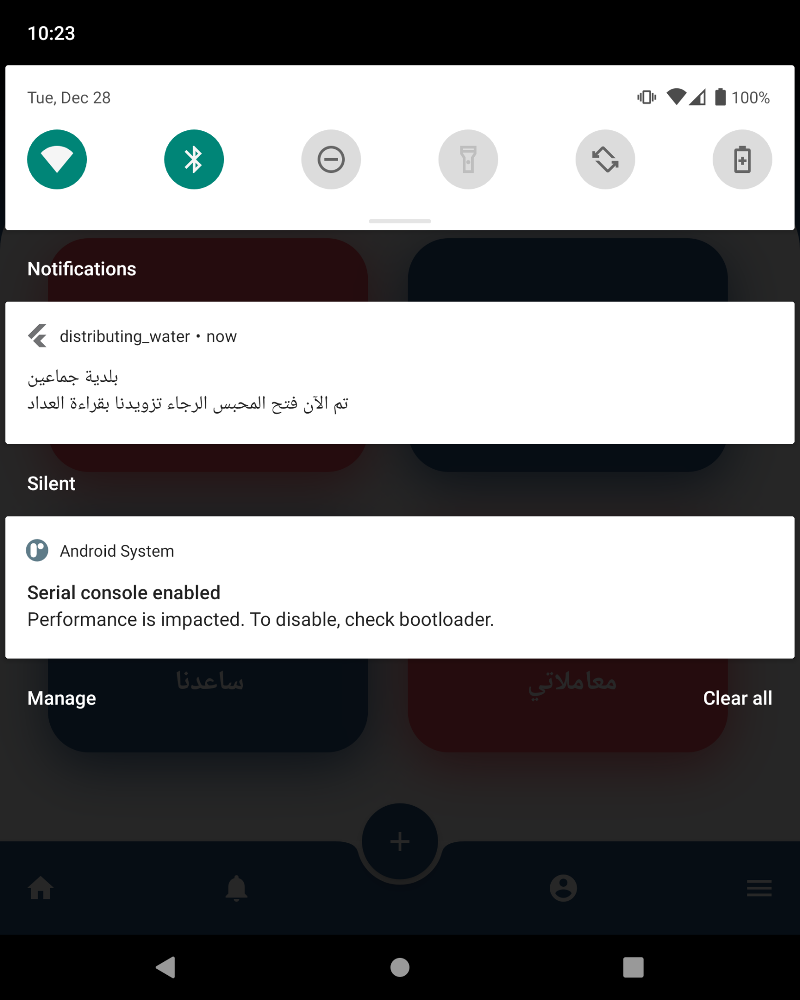 10:23
Tue, Dec 28
100%
Notifications
distributing_water • now
بلدية جماعين
تم الآن فتح المحبس الرجاء تزويدنا بقراءة العداد
Silent
Android System
Serial console enabled
Performance is impacted. To disable, check bootloader.
ساعدنا
معاملاتي
Manage
Clear all